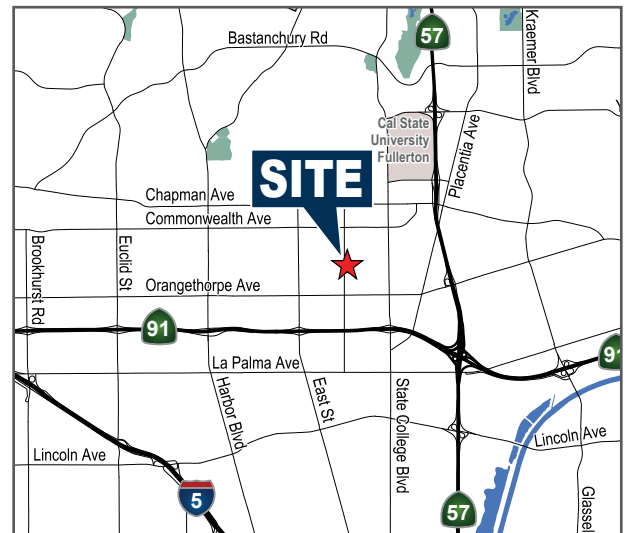 57
Kraemer Blvd
Bastanchury Rd
Cal State
University
Fullerton
Placentia Ave
SITE
Chapman Ave
Commonwealth Ave
Brookhurst Rd
Euclid St
Orangethorpe Ave
91
91
La Palma Ave
Harbor Blvd
East St
State College Blvd
Lincoln Ave
Lincoln Ave
5
57
Glassel